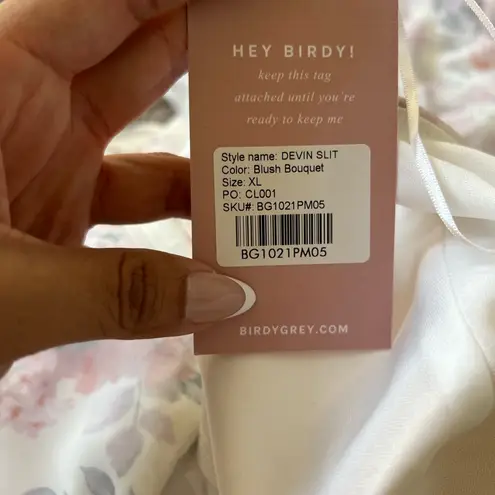 HEY BIRDY!
keep this tag
attached until you're
ready to keep me
Style name: DEVIN SLIT
Color: Blush Bouquet
Size: XL
PO: CL001
SKU#: BG1021PM05
BG1021PM05
BIRDYGREY.COM